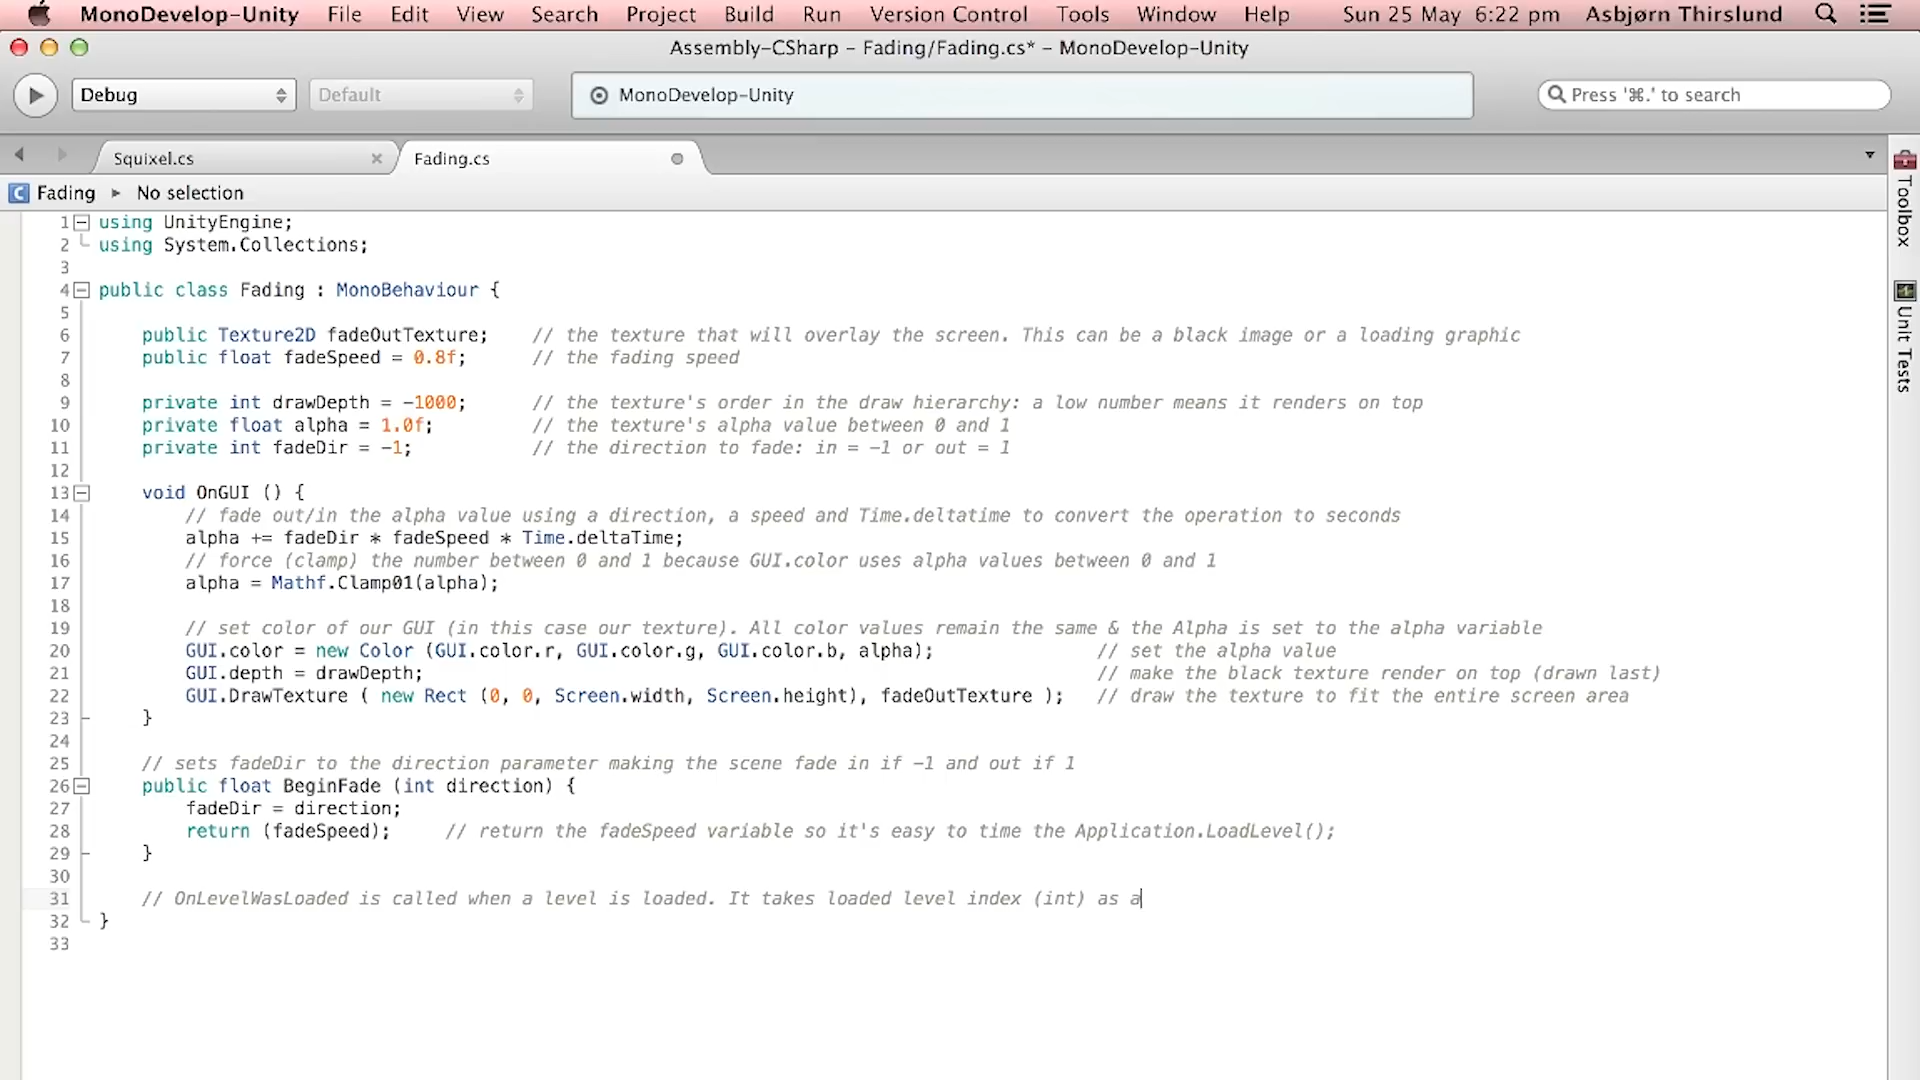 MonoDevelop-Unity File Edit View Search Project Build Run Version Control Tools Window Help Sun 25 May 6:22 pm Asbjørn Thirslund
Assembly-CSharp – Fading/Fading.cs* – MonoDevelop-Unity
Debug Default MonoDevelop-Unity Press '⌘.' to search
Squixel.cs Fading.cs
Fading ▸ No selection
Toolbox
Unit Tests
1 using UnityEngine;
2 using System.Collections;
3
4 public class Fading : MonoBehaviour {
5
6 public Texture2D fadeOutTexture; // the texture that will overlay the screen. This can be a black image or a loading graphic
7 public float fadeSpeed = 0.8f; // the fading speed
8
9 private int drawDepth = -1000; // the texture's order in the draw hierarchy: a low number means it renders on top
10 private float alpha = 1.0f; // the texture's alpha value between 0 and 1
11 private int fadeDir = -1; // the direction to fade: in = -1 or out = 1
12
13 void OnGUI () {
14 // fade out/in the alpha value using a direction, a speed and Time.deltatime to convert the operation to seconds
15 alpha += fadeDir * fadeSpeed * Time.deltaTime;
16 // force (clamp) the number between 0 and 1 because GUI.color uses alpha values between 0 and 1
17 alpha = Mathf.Clamp01(alpha);
18
19 // set color of our GUI (in this case our texture). All color values remain the same & the Alpha is set to the alpha variable
20 GUI.color = new Color (GUI.color.r, GUI.color.g, GUI.color.b, alpha); // set the alpha value
21 GUI.depth = drawDepth; // make the black texture render on top (drawn last)
22 GUI.DrawTexture ( new Rect (0, 0, Screen.width, Screen.height), fadeOutTexture ); // draw the texture to fit the entire screen area
23 }
24
25 // sets fadeDir to the direction parameter making the scene fade in if -1 and out if 1
26 public float BeginFade (int direction) {
27 fadeDir = direction;
28 return (fadeSpeed); // return the fadeSpeed variable so it's easy to time the Application.LoadLevel();
29 }
30
31 // OnLevelWasLoaded is called when a level is loaded. It takes loaded level index (int) as a
32 }
33